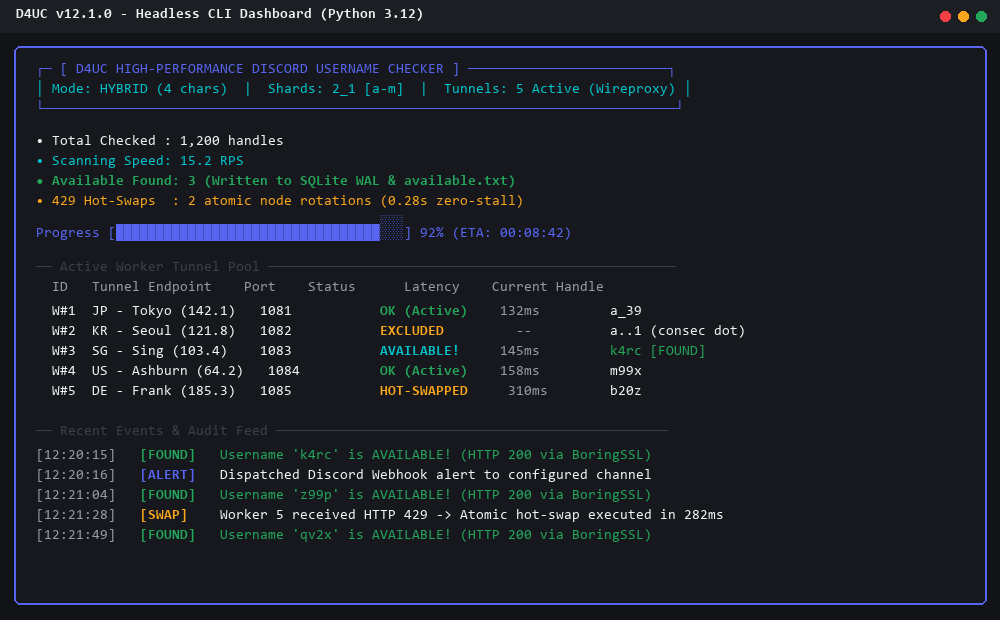 D4UC v12.1.0 - Headless CLI Dashboard (Python 3.12)
[ D4UC HIGH-PERFORMANCE DISCORD USERNAME CHECKER ]
Mode: HYBRID (4 chars) | Shards: 2_1 [a-m] | Tunnels: 5 Active (Wireproxy)
• Total Checked : 1,200 handles
• Scanning Speed: 15.2 RPS
• Available Found: 3 (Written to SQLite WAL & available.txt)
• 429 Hot-Swaps : 2 atomic node rotations (0.28s zero-stall)
Progress [█████████████████████████████████░░░] 92% (ETA: 00:08:42)
── Active Worker Tunnel Pool ──
ID Tunnel Endpoint Port Status Latency Current Handle
W#1 JP - Tokyo (142.1) 1081 OK (Active) 132ms a_39
W#2 KR - Seoul (121.8) 1082 EXCLUDED -- a..1 (consec dot)
W#3 SG - Sing (103.4) 1083 AVAILABLE! 145ms k4rc [FOUND]
W#4 US - Ashburn (64.2) 1084 OK (Active) 158ms m99x
W#5 DE - Frank (185.3) 1085 HOT-SWAPPED 310ms b20z
── Recent Events & Audit Feed ──
[12:20:15] [FOUND] Username 'k4rc' is AVAILABLE! (HTTP 200 via BoringSSL)
[12:20:16] [ALERT] Dispatched Discord Webhook alert to configured channel
[12:21:04] [FOUND] Username 'z99p' is AVAILABLE! (HTTP 200 via BoringSSL)
[12:21:28] [SWAP] Worker 5 received HTTP 429 -> Atomic hot-swap executed in 282ms
[12:21:49] [FOUND] Username 'qv2x' is AVAILABLE! (HTTP 200 via BoringSSL)